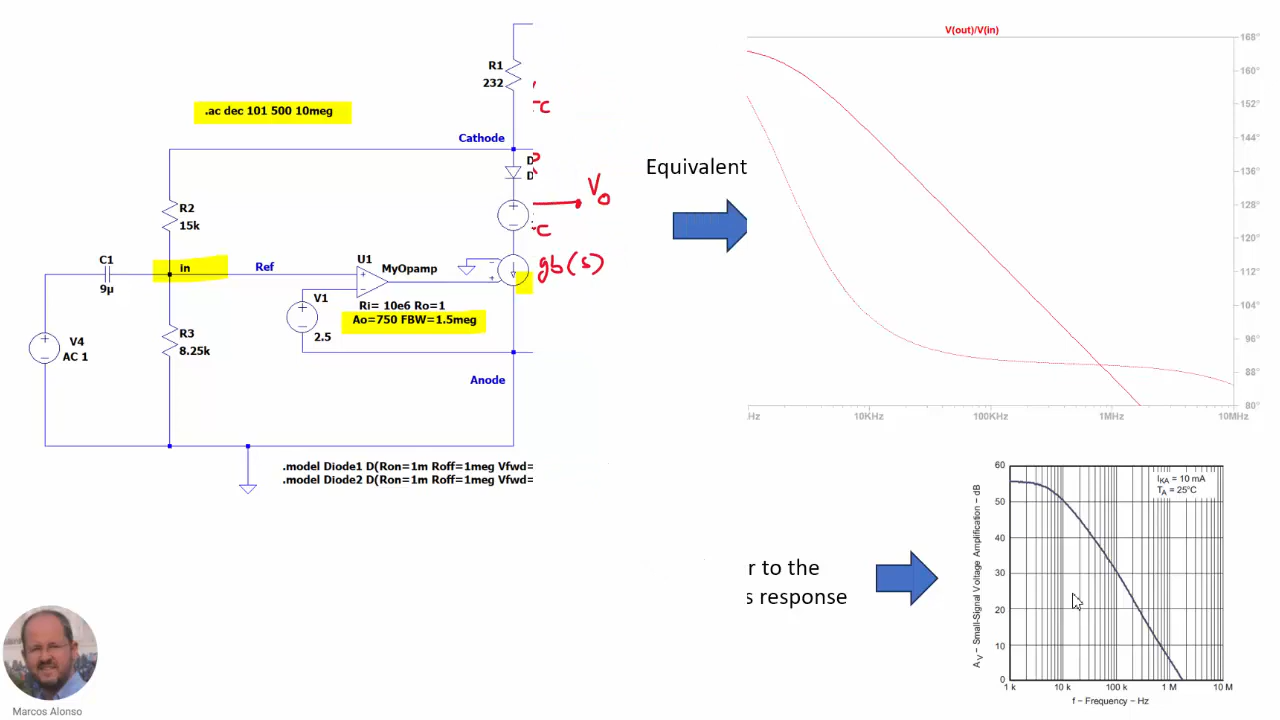 .ac dec 101 500 10meg
R1
232
Cathode
D
D
R2
15k
C1
9µ
in
Ref
U1
MyOpamp
Ri= 10e6 Ro=1
Ao=750 FBW=1.5meg
V1
2.5
V4
AC 1
R3
8.25k
Anode
Vo
gb(s)
.model Diode1 D(Ron=1m Roff=1meg Vfwd=
.model Diode2 D(Ron=1m Roff=1meg Vfwd=
Equivalent
V(out)/V(in)
168°
160°
152°
144°
136°
128°
120°
112°
104°
96°
88°
80°
Hz
10KHz
100KHz
1MHz
10MHz
r to the
s response
IKA = 10 mA
TA = 25°C
AV − Small-Signal Voltage Amplification − dB
60
50
40
30
20
10
0
1 k
10 k
100 k
1 M
10 M
f − Frequency − Hz
Marcos Alonso